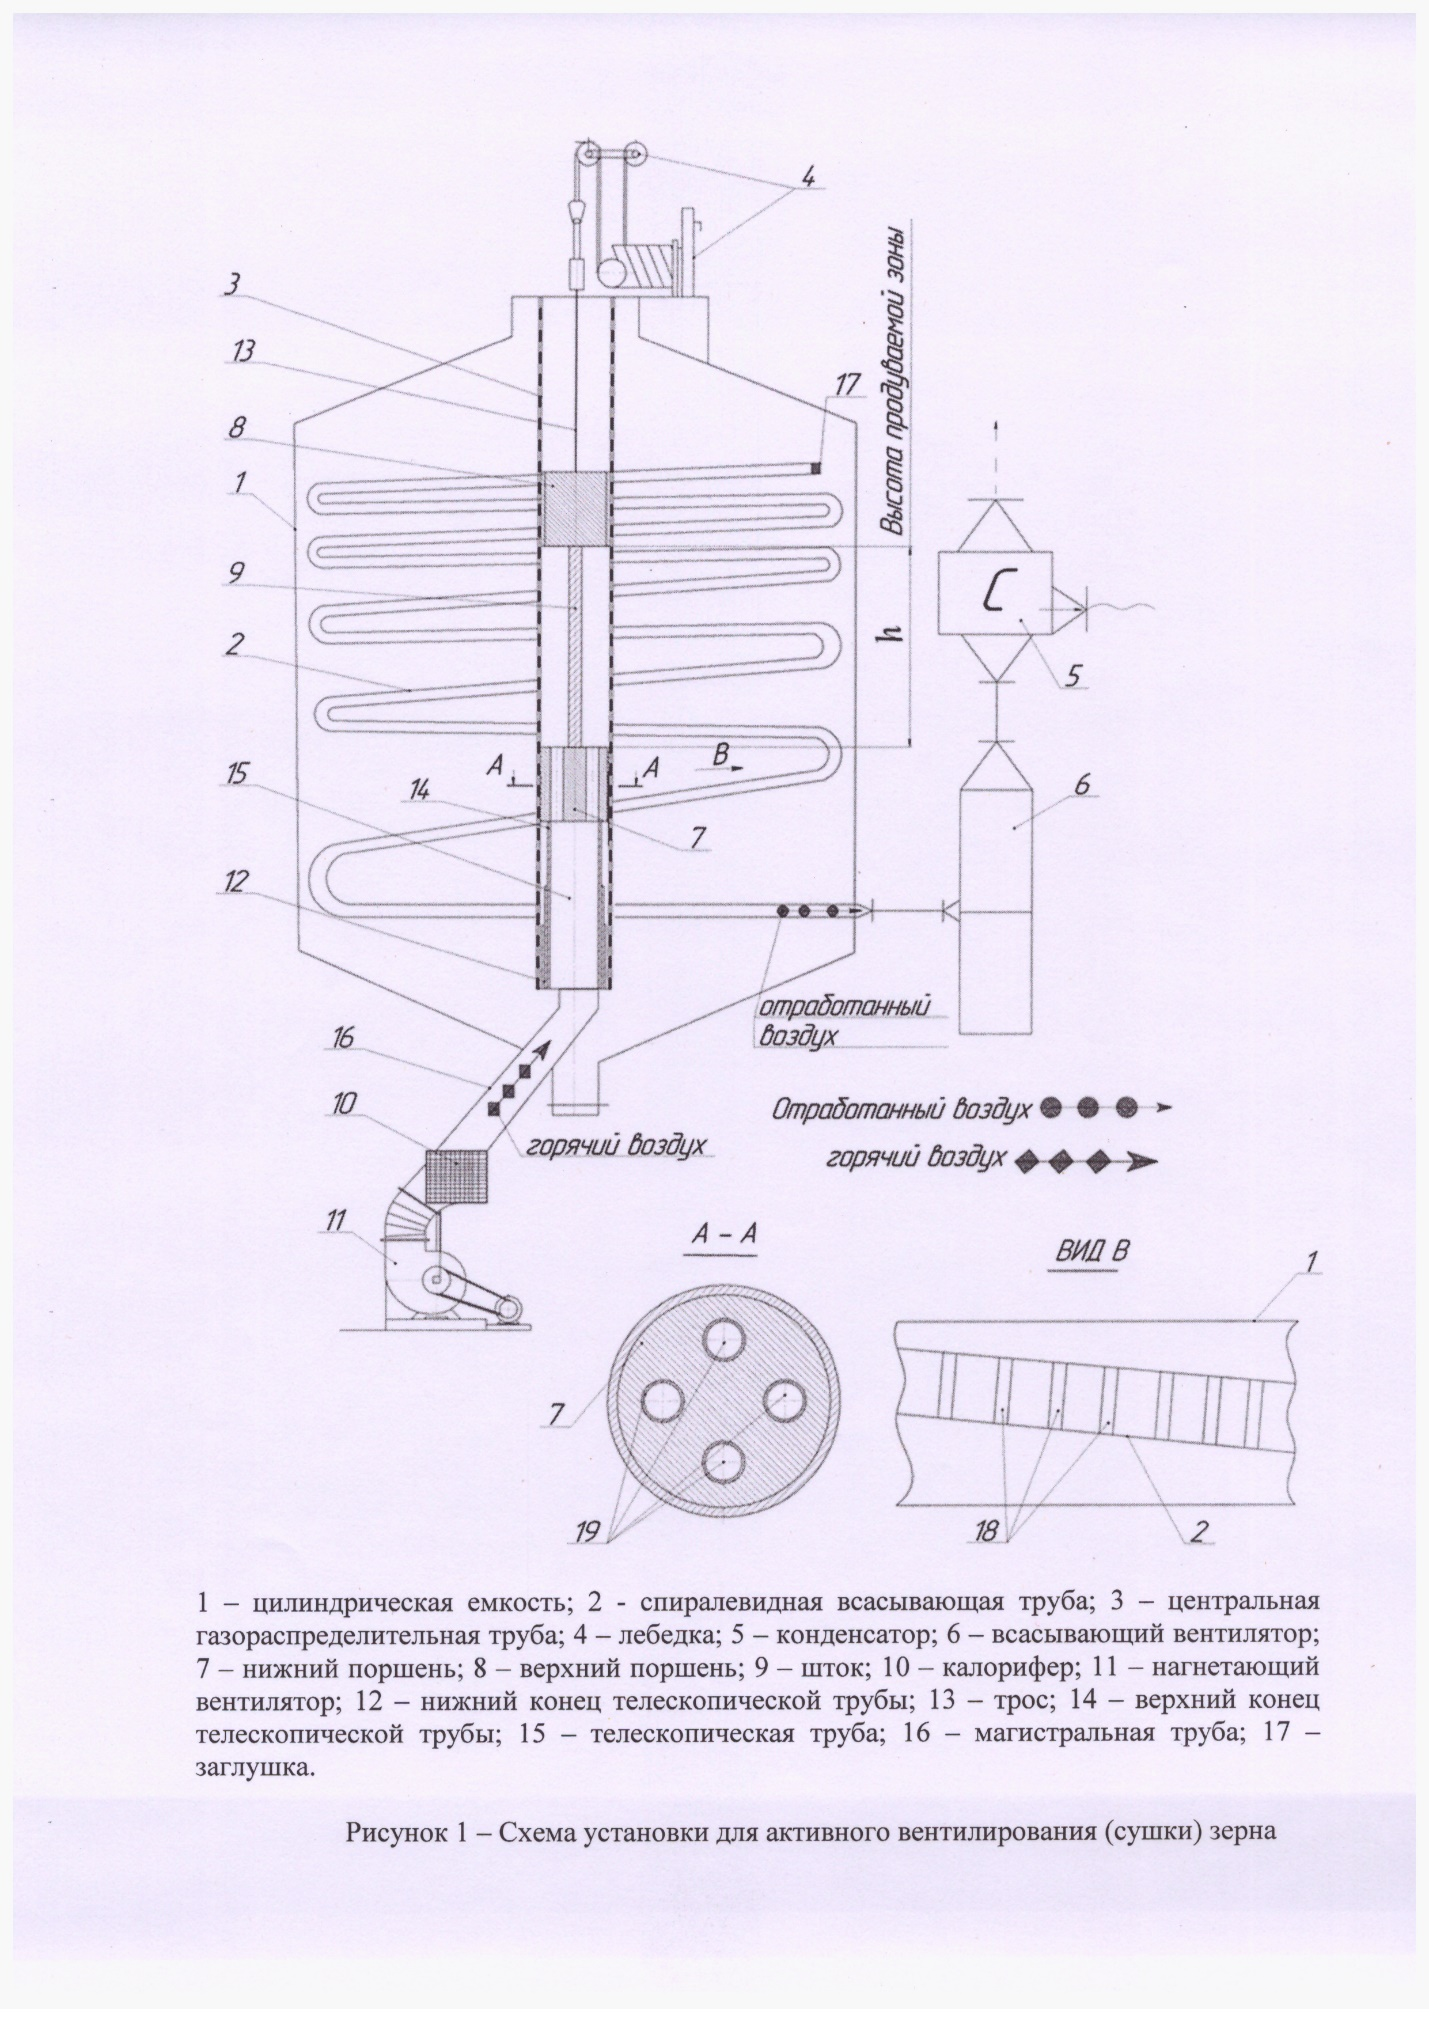 4
3
Высота продуваемой зоны
13
17
8
1
9
С
h
2
5
А
А
В
15
14
6
7
12
отработанный
воздух
16
10
Отработанный воздух
горячий воздух
горячий воздух
11
А – А
ВИД В
1
7
19
18
2
1 – цилиндрическая емкость; 2 - спиралевидная всасывающая труба; 3 – центральная
газораспределительная труба; 4 – лебедка; 5 – конденсатор; 6 – всасывающий вентилятор;
7 – нижний поршень; 8 – верхний поршень; 9 – шток; 10 – калорифер; 11 – нагнетающий
вентилятор; 12 – нижний конец телескопической трубы; 13 – трос; 14 – верхний конец
телескопической трубы; 15 – телескопическая труба; 16 – магистральная труба; 17 –
заглушка.
Рисунок 1 – Схема установки для активного вентилирования (сушки) зерна